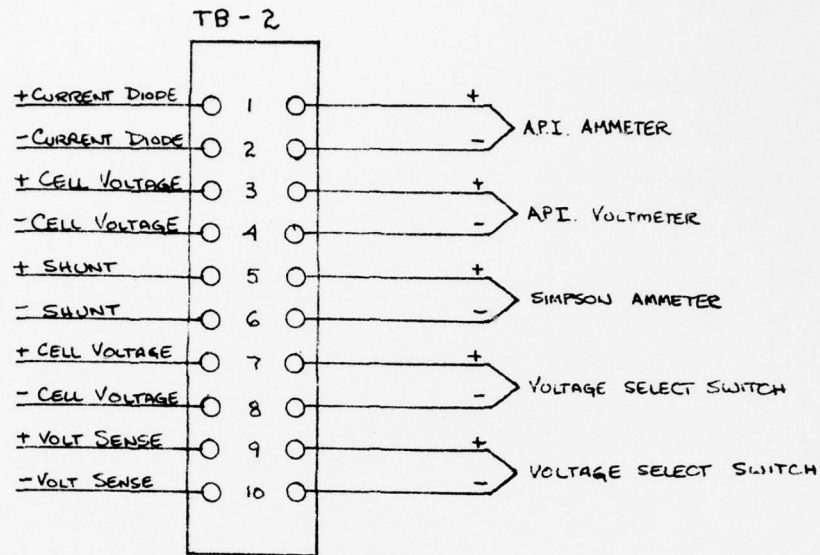 TB-2
+ CURRENT DIODE 1 +
A.P.I. AMMETER
- CURRENT DIODE 2 -
+ CELL VOLTAGE 3 +
API. VOLTMETER
- CELL VOLTAGE 4 -
+ SHUNT 5 +
SIMPSON AMMETER
- SHUNT 6 -
+ CELL VOLTAGE 7 +
VOLTAGE SELECT SWITCH
- CELL VOLTAGE 8 -
+ VOLT SENSE 9 +
VOLTAGE SELECT SWITCH
- VOLT SENSE 10 -